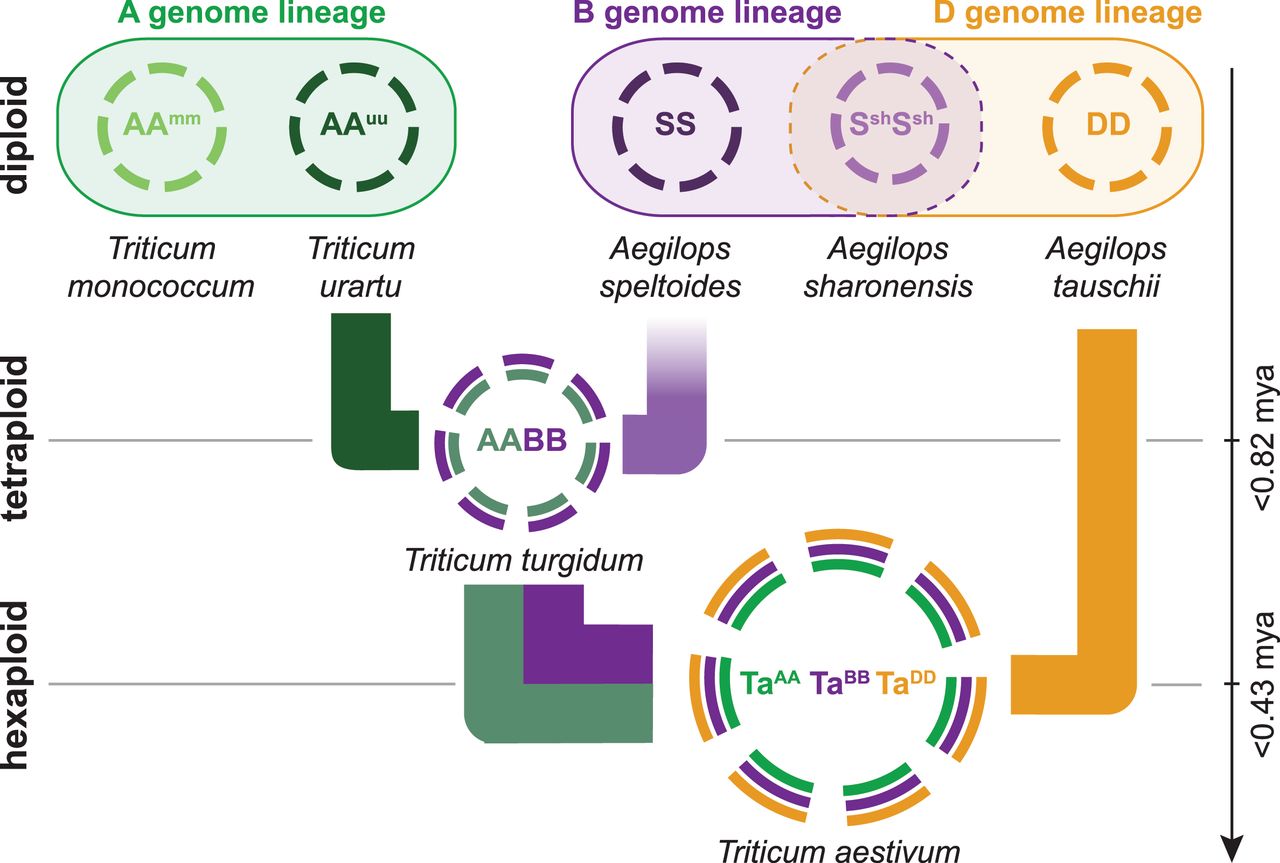 A genome lineage
B genome lineage
D genome lineage
diploid
AAmm
AAuu
SS
SshSsh
DD
Triticum
monococcum
Triticum
urartu
Aegilops
speltoides
Aegilops
sharonensis
Aegilops
tauschii
tetraploid
AABB
<0.82 mya
Triticum turgidum
hexaploid
TaAA TaBB TaDD
<0.43 mya
Triticum aestivum